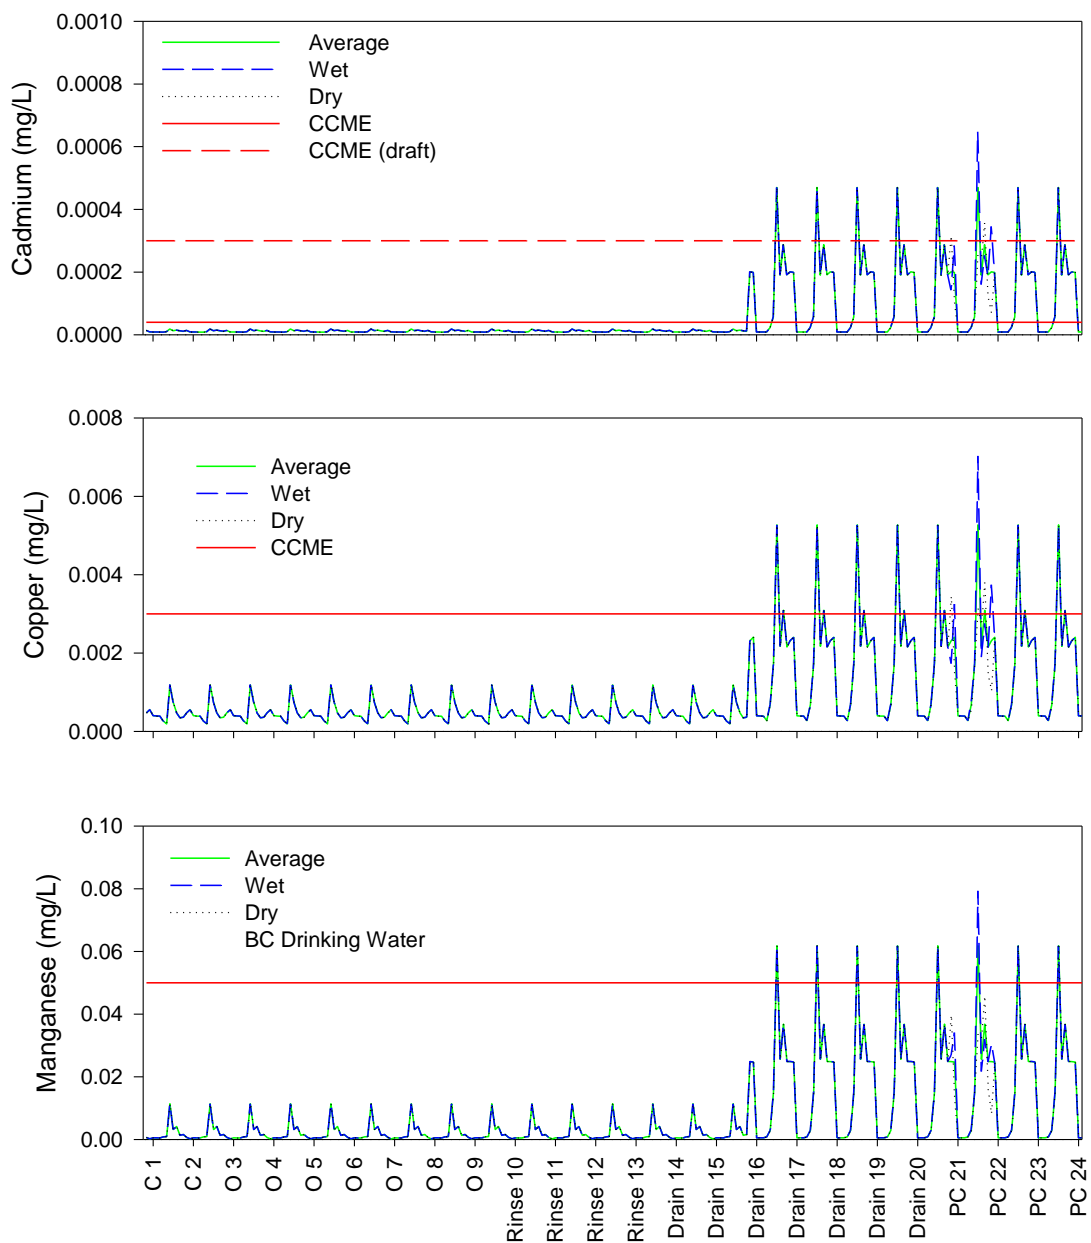 0.0010
0.0008
0.0006
0.0004
0.0002
0.0000
Cadmium (mg/L)
Average
Wet
Dry
CCME
CCME (draft)
0.008
0.006
0.004
0.002
0.000
Copper (mg/L)
Average
Wet
Dry
CCME
0.10
0.08
0.06
0.04
0.02
0.00
Manganese (mg/L)
Average
Wet
Dry
BC Drinking Water
C 1
C 2
O 3
O 4
O 5
O 6
O 7
O 8
O 9
Rinse 10
Rinse 11
Rinse 12
Rinse 13
Drain 14
Drain 15
Drain 16
Drain 17
Drain 18
Drain 19
Drain 20
PC 21
PC 22
PC 23
PC 24